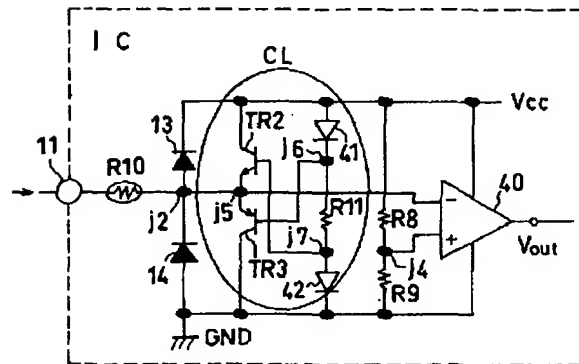 I C
CL
Vcc
13
TR2
j6
41
40
11
R10
j2
j5
R11
R8
j7
j4
14
TR3
42
R9
Vout
GND
−
+